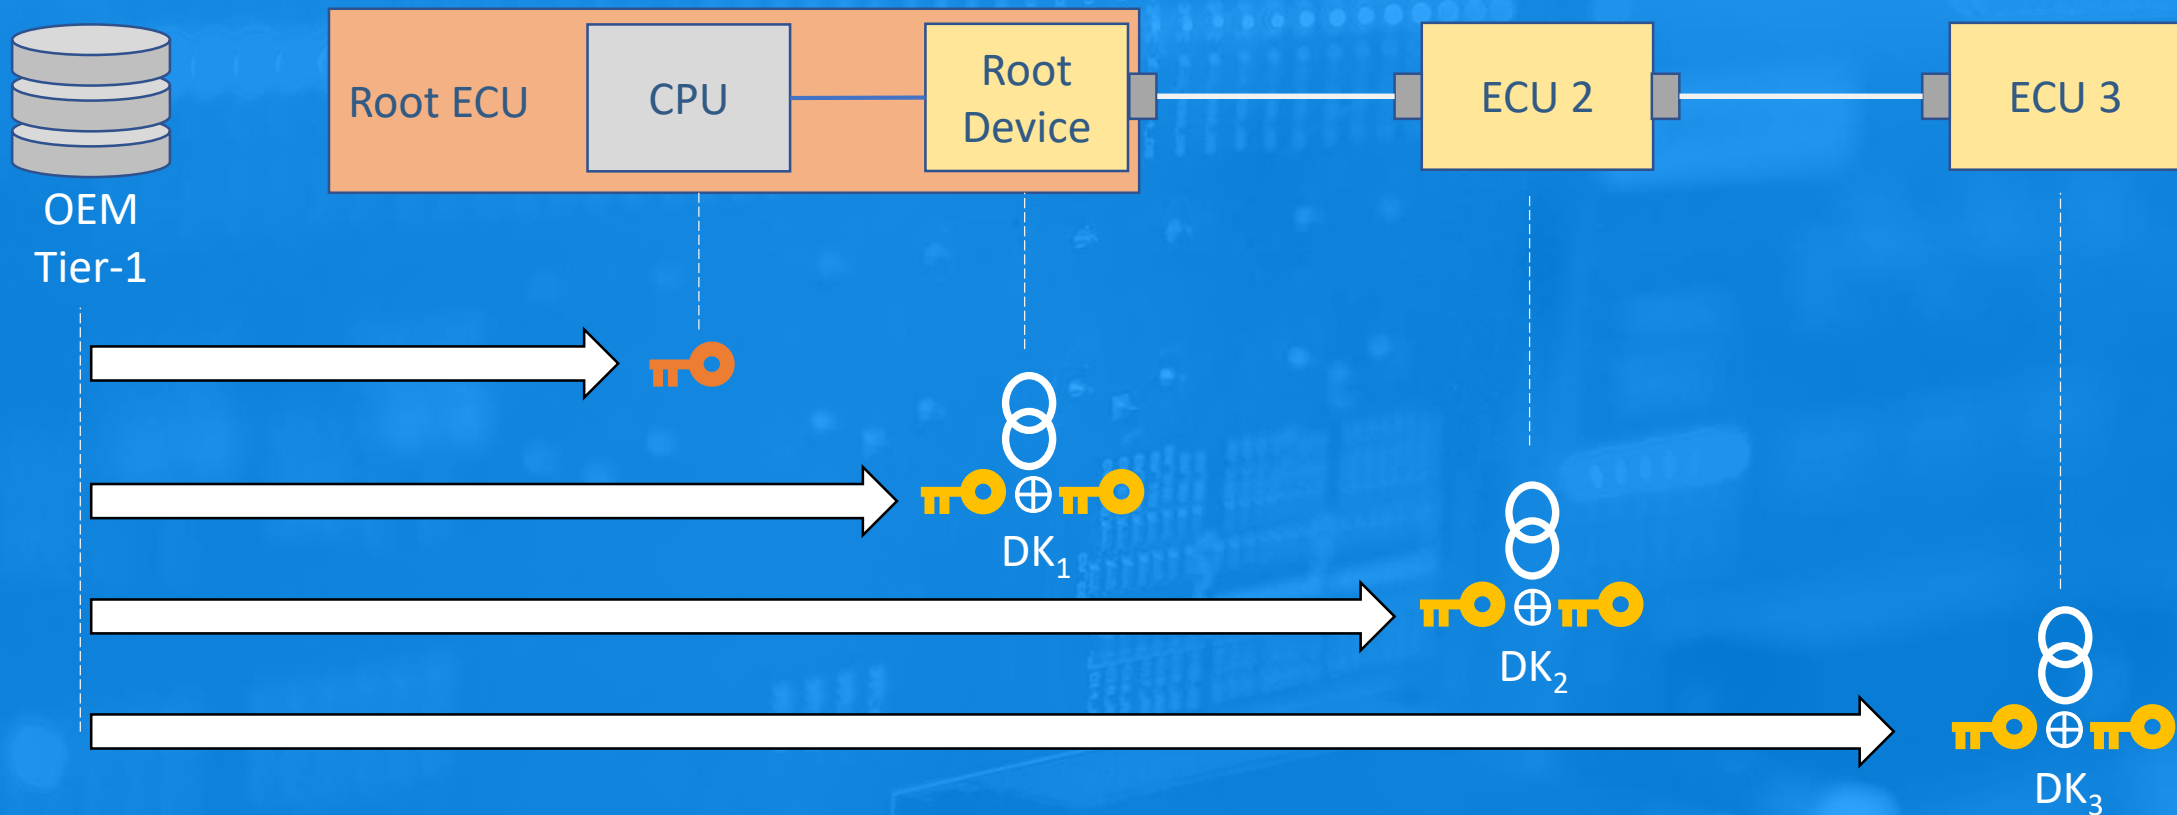 OEM
Tier-1
Root ECU
CPU
Root
Device
ECU 2
ECU 3
DK₁
DK₂
DK₃